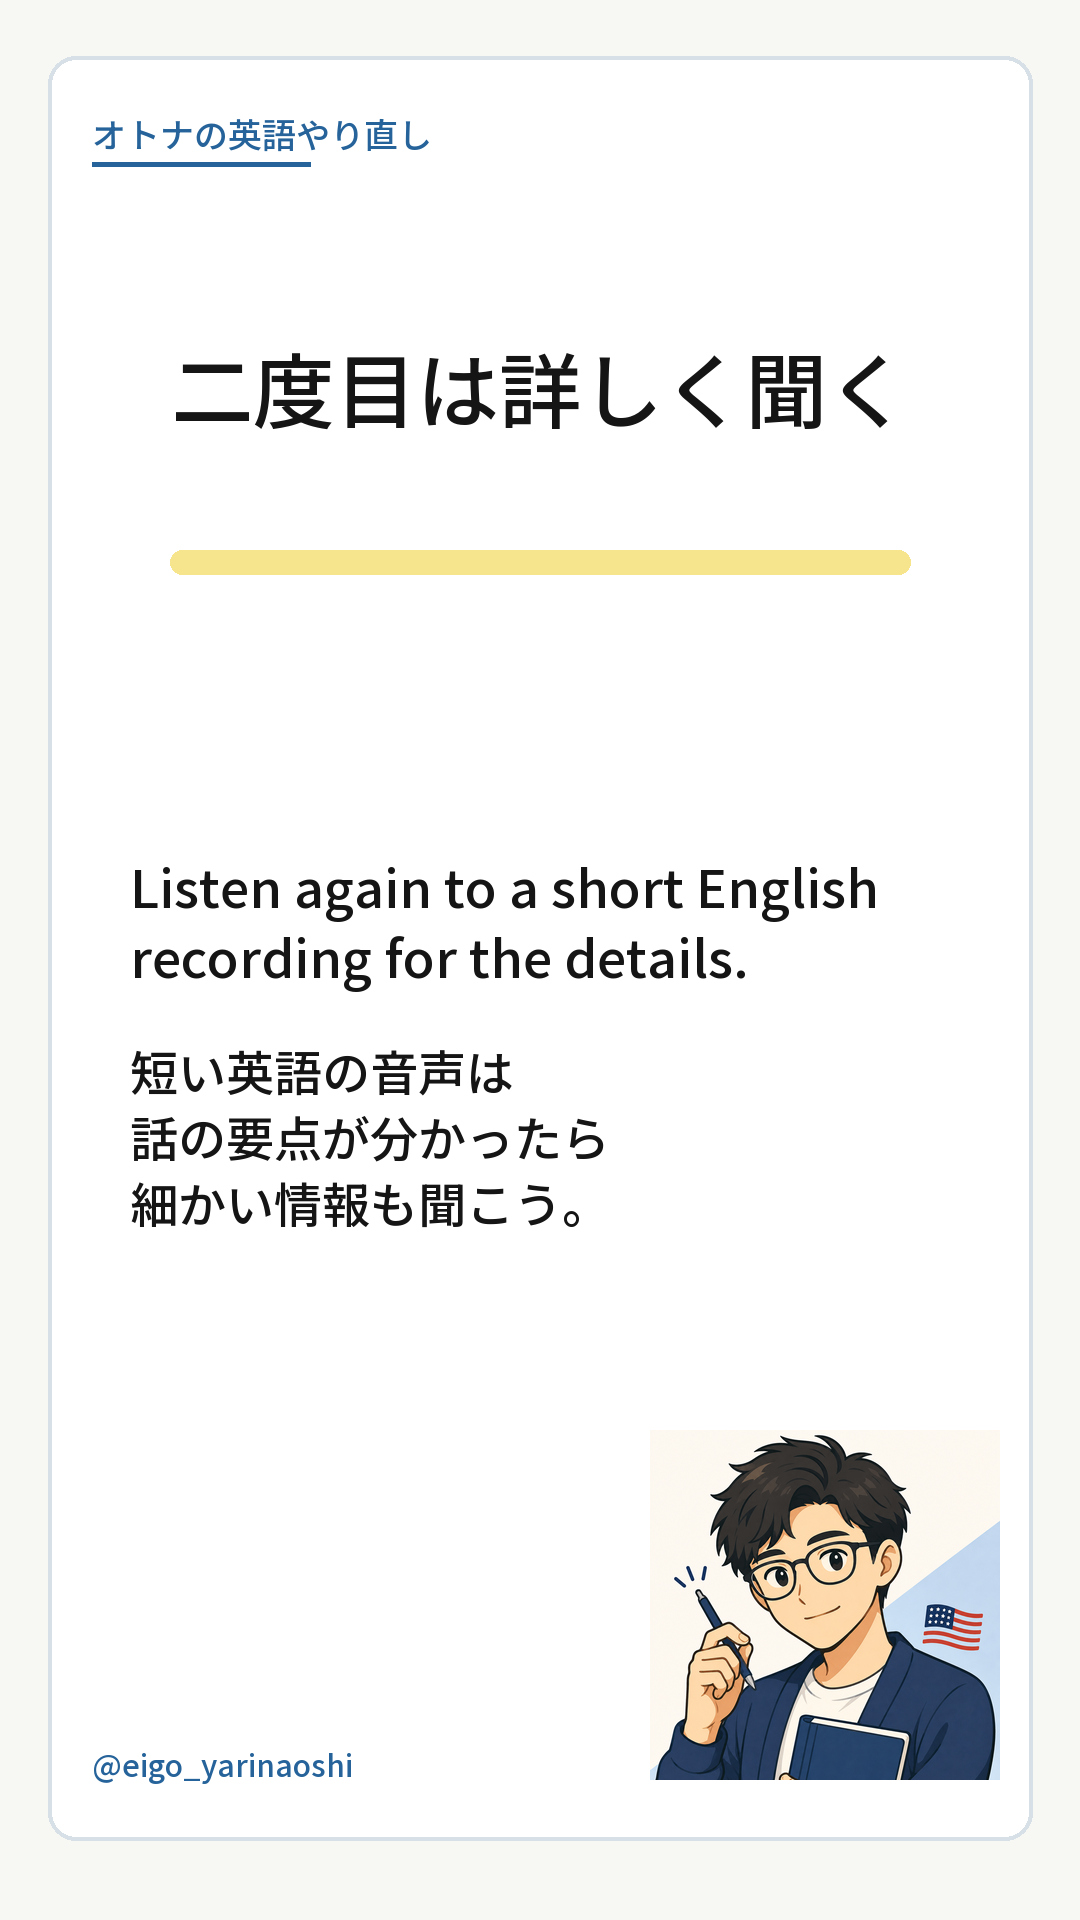 オトナの英語やり直し
二度目は詳しく聞く
Listen again to a short English
recording for the details.
短い英語の音声は
話の要点が分かったら
細かい情報も聞こう。
@eigo_yarinaoshi